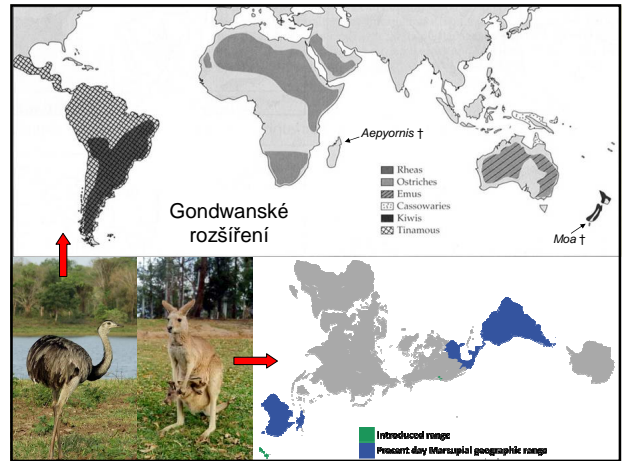 Aepyornis †
Rheas
Ostriches
Emus
Cassowaries
Kiwis
Tinamous
Gondwanské
rozšíření
Moa †
Introduced range
Present day Marsupial geographic range